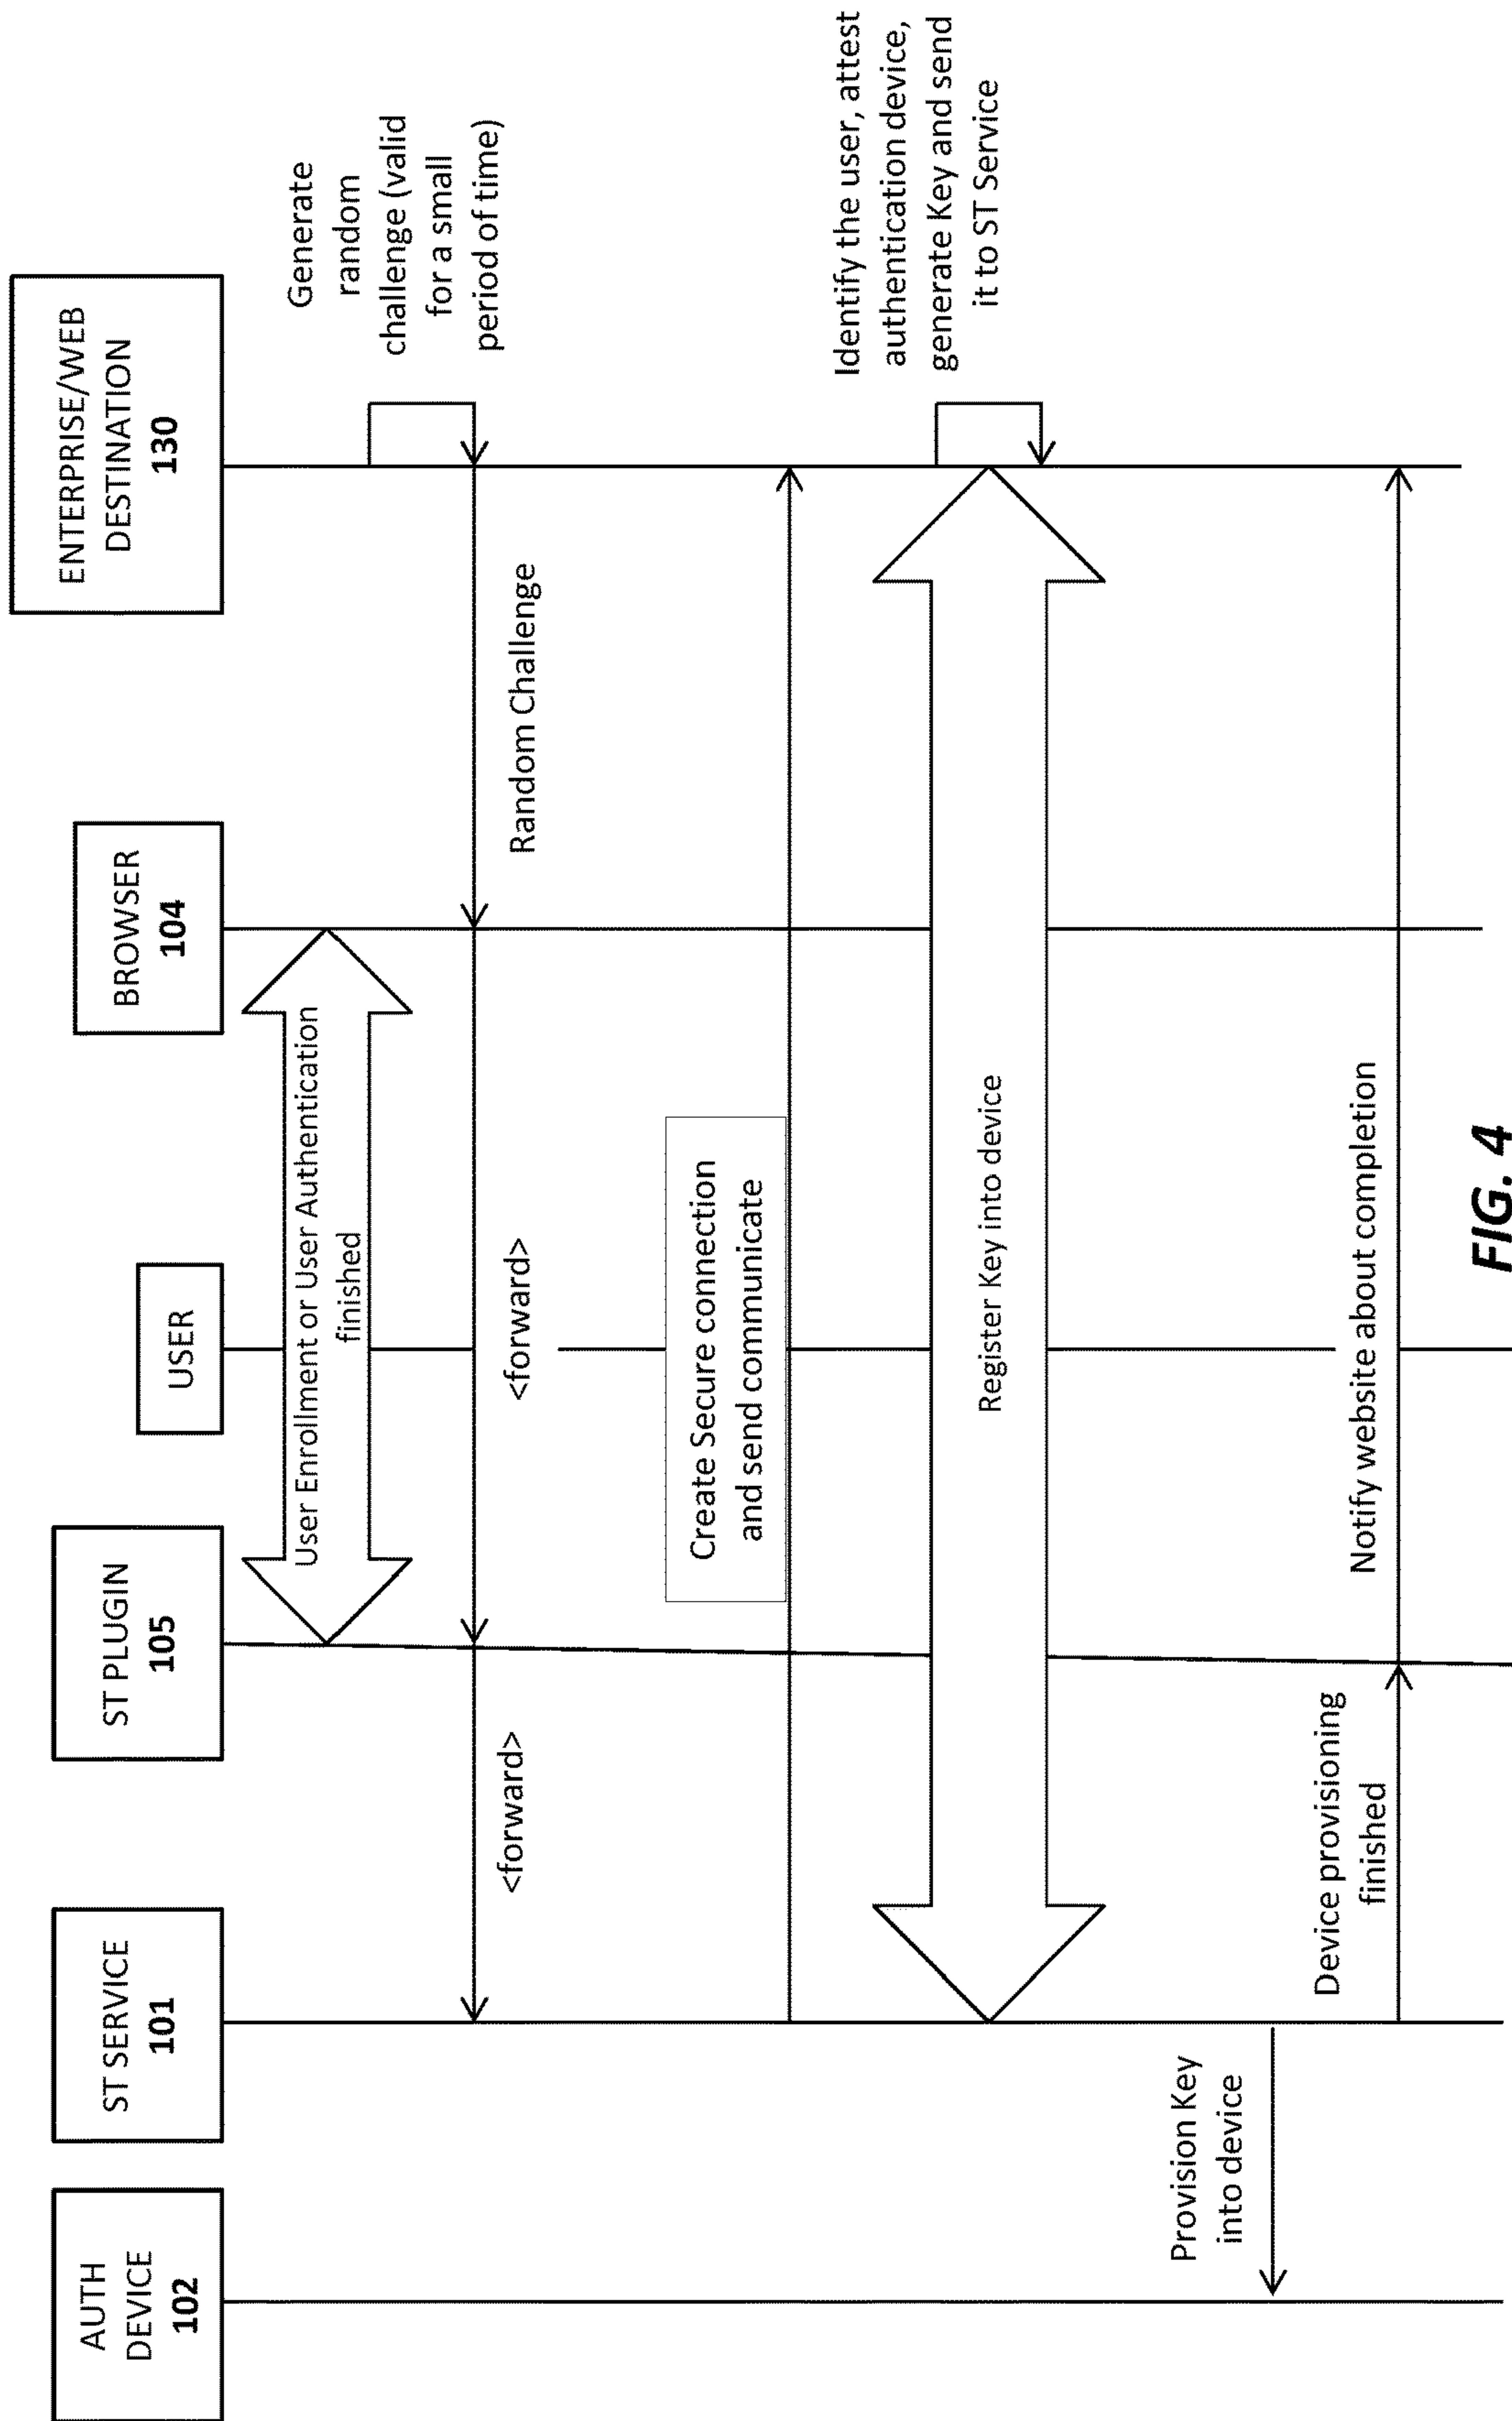 AUTH
DEVICE
102
ST SERVICE
101
ST PLUGIN
105
USER
BROWSER
104
ENTERPRISE/WEB
DESTINATION
130
User Enrollment or User Authentication
finished
Generate
random
challenge (valid
for a small
period of time)
<forward>
<forward>
Random Challenge
Create Secure connection
and send communicate
Identify the user, attest
authentication device,
generate Key and send
it to ST Service
Register Key into device
Provision Key
into device
Device provisioning
finished
Notify website about completion
FIG. 4